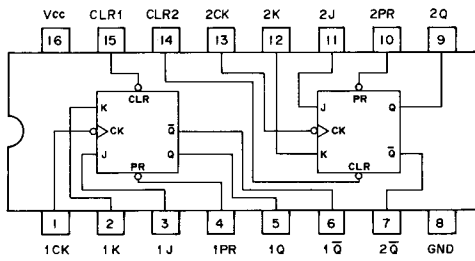 Vcc CLR1 CLR2 2CK 2K 2J 2PR 2Q
16 15 14 13 12 11 10 9
CLR PR
K J
CK Q̅ CK
J Q K Q̅
PR CLR
1 2 3 4 5 6 7 8
1CK 1K 1J 1PR 1Q 1Q̅ 2Q̅ GND